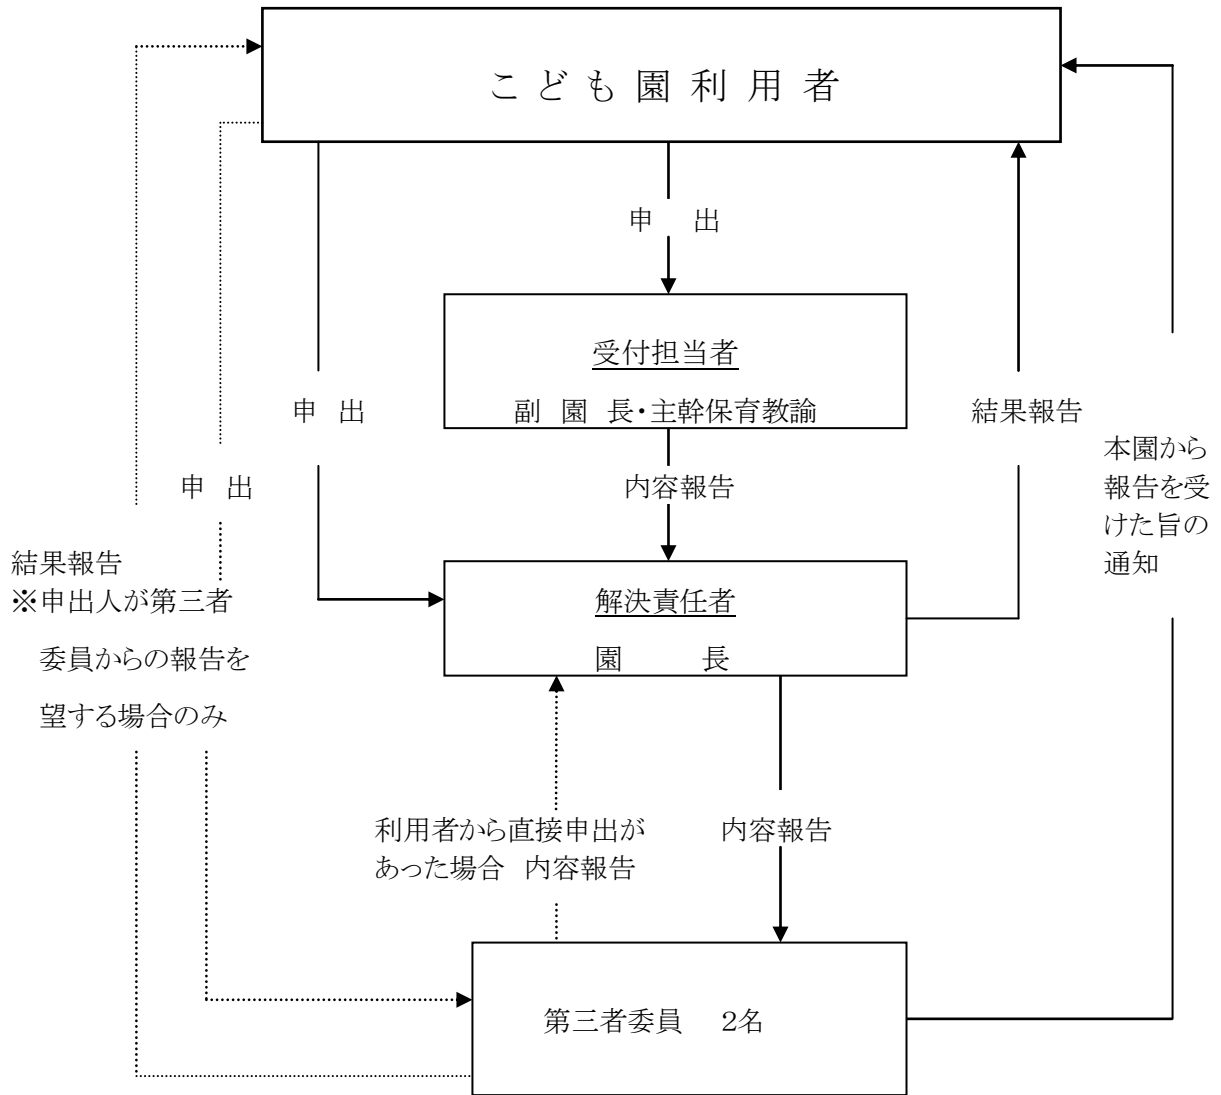 こ ど も 園 利 用 者
申　　出
受付担当者
副　園　長・主幹保育教諭
申　出
結果報告
本園から
報告を受
けた旨の
通知
申　出
内容報告
結果報告
※申出人が第三者
委員からの報告を
望する場合のみ
解決責任者
園　　　長
利用者から直接申出が
あった場合　内容報告
内容報告
第三者委員　2名